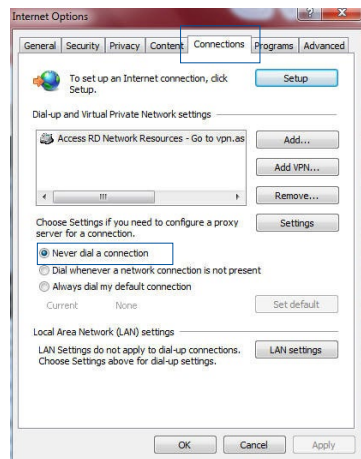 Internet Options
General Security Privacy Content Connections Programs Advanced
To set up an Internet connection, click Setup.
Setup
Dial-up and Virtual Private Network settings
Access RD Network Resources - Go to vpn.as
Add...
Add VPN...
Remove...
Choose Settings if you need to configure a proxy
server for a connection.
Settings
Never dial a connection
Dial whenever a network connection is not present
Always dial my default connection
Current None
Set default
Local Area Network (LAN) settings
LAN Settings do not apply to dial-up connections.
Choose Settings above for dial-up settings.
LAN settings
OK Cancel Apply